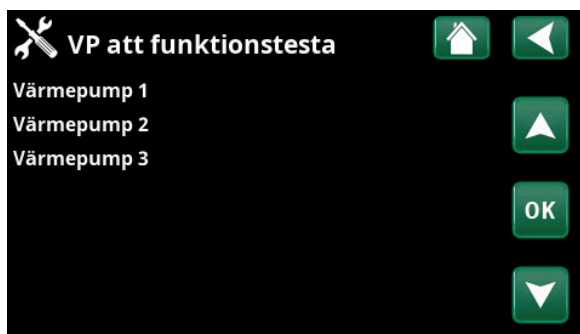 VP att funktionstesta
Värmepump 1
Värmepump 2
Värmepump 3
OK